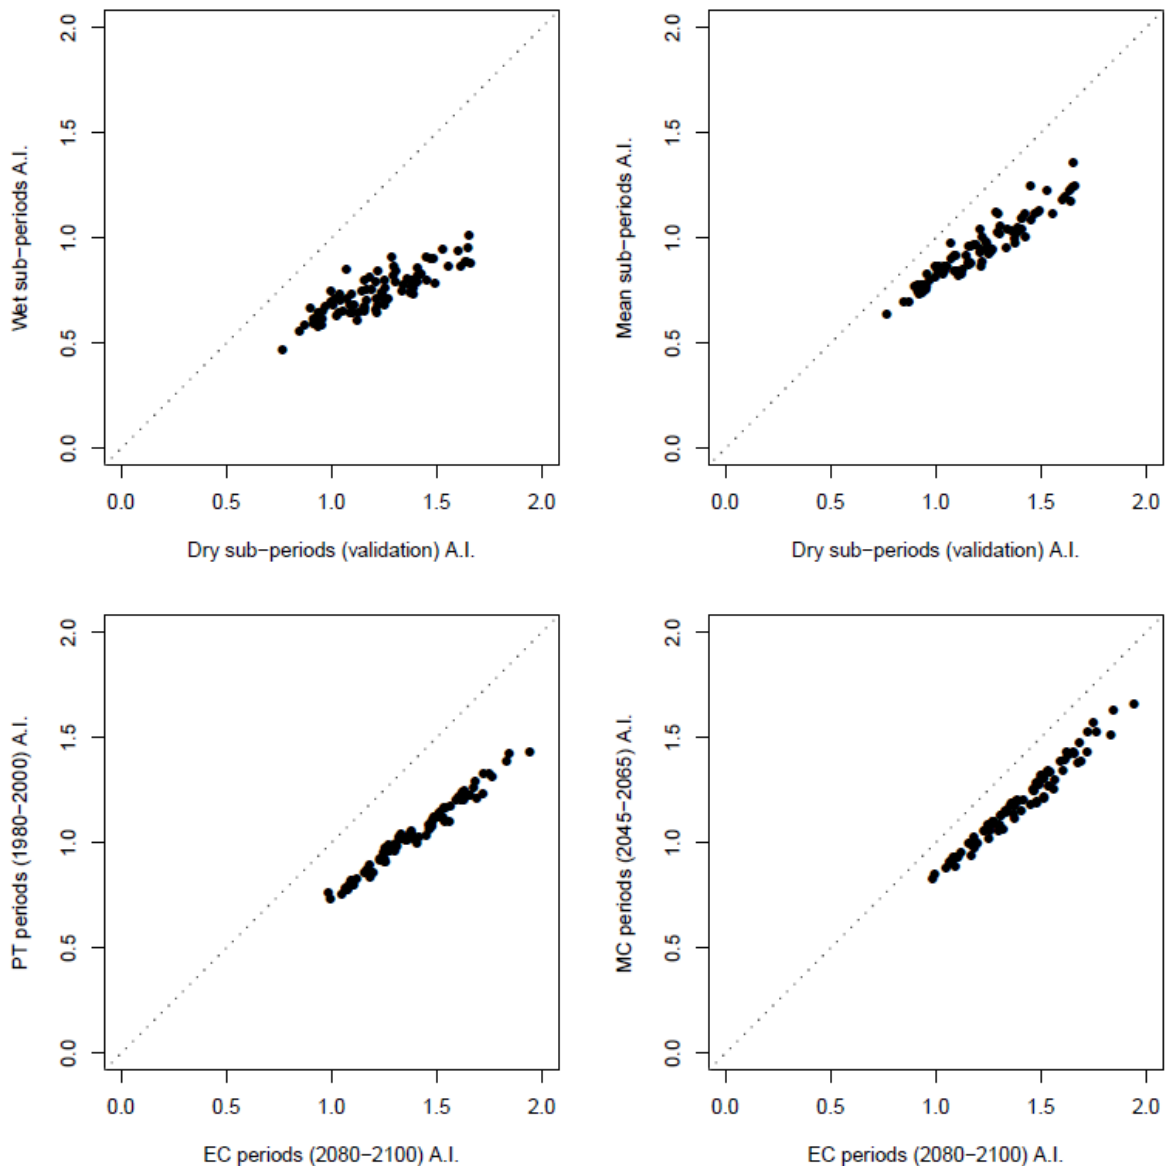 Wet sub−periods A.I.
2.0
1.5
1.0
0.5
0.0
0.0 0.5 1.0 1.5 2.0
Dry sub−periods (validation) A.I.
Mean sub−periods A.I.
2.0
1.5
1.0
0.5
0.0
0.0 0.5 1.0 1.5 2.0
Dry sub−periods (validation) A.I.
PT periods (1980−2000) A.I.
2.0
1.5
1.0
0.5
0.0
0.0 0.5 1.0 1.5 2.0
EC periods (2080−2100) A.I.
MC periods (2045−2065) A.I.
2.0
1.5
1.0
0.5
0.0
0.0 0.5 1.0 1.5 2.0
EC periods (2080−2100) A.I.